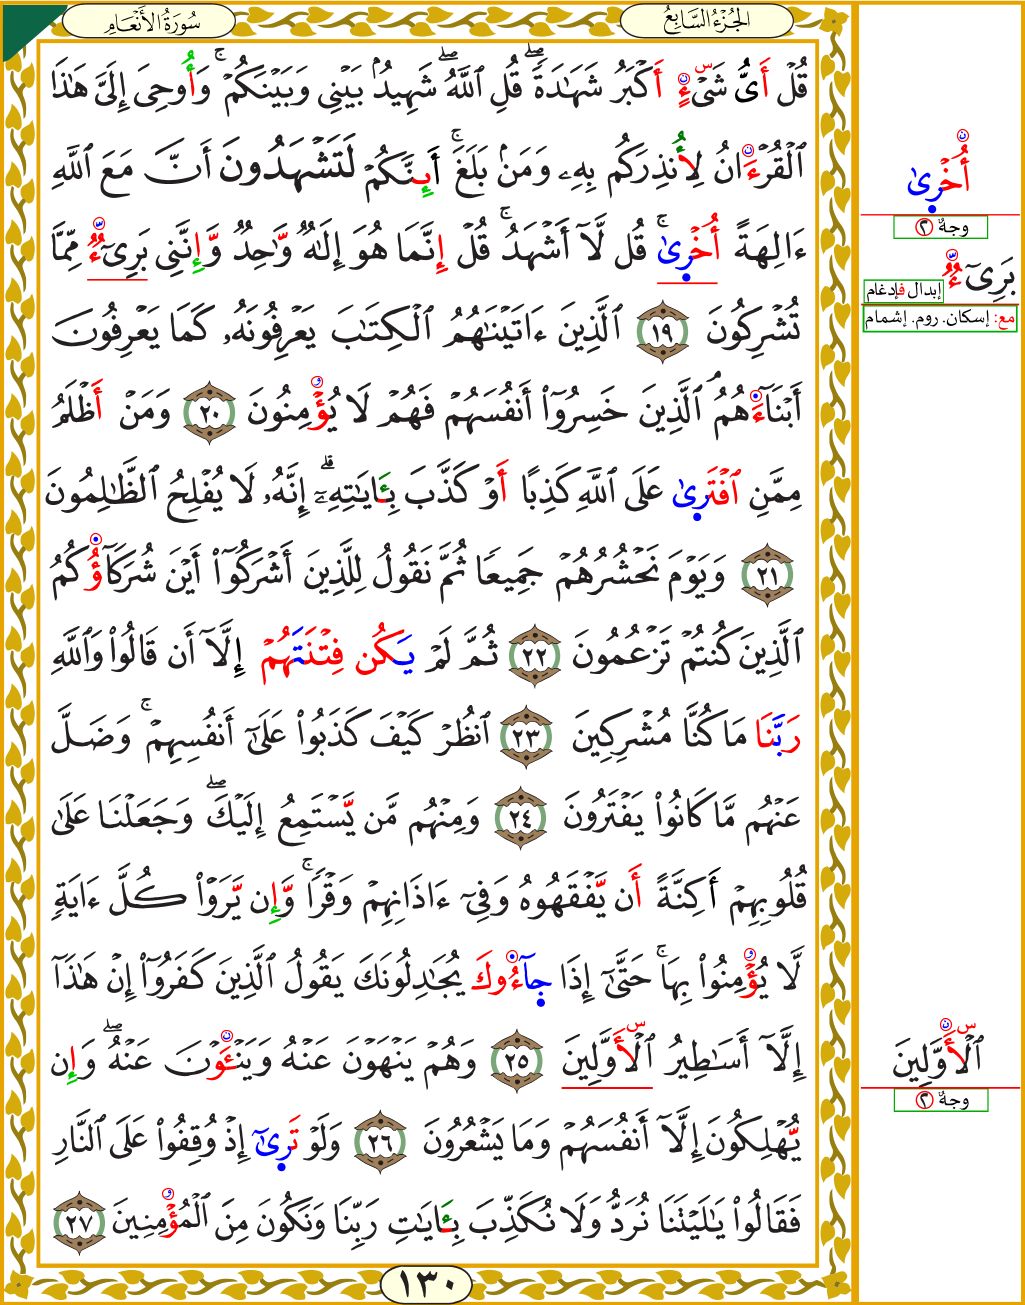 الجُزْءُ السَّابِعُ
سُورَةُ الأَنْعَامِ
قُلْ أَىُّ شَىْءٍ أَكْبَرُ شَهَٰدَةً ۖ قُلِ ٱللَّهُ ۖ شَهِيدٌۢ بَيْنِى وَبَيْنَكُمْ ۚ وَأُوحِىَ إِلَىَّ هَٰذَا
ٱلْقُرْءَانُ لِأُنذِرَكُم بِهِۦ وَمَنۢ بَلَغَ ۚ أَئِنَّكُمْ لَتَشْهَدُونَ أَنَّ مَعَ ٱللَّهِ
ءَالِهَةً أُخْرِىٰ ۚ قُل لَّآ أَشْهَدُ ۚ قُلْ إِنَّمَا هُوَ إِلَٰهٌ وَٰحِدٌ وَإِنَّنِى بَرِىٓءٌ مِّمَّا
تُشْرِكُونَ ١٩ ٱلَّذِينَ ءَاتَيْنَٰهُمُ ٱلْكِتَٰبَ يَعْرِفُونَهُۥ كَمَا يَعْرِفُونَ
أَبْنَآءَهُمُ ۘ ٱلَّذِينَ خَسِرُوٓا۟ أَنفُسَهُمْ فَهُمْ لَا يُؤْمِنُونَ ٢٠ وَمَنْ أَظْلَمُ
مِمَّنِ ٱفْتَرِىٰ عَلَى ٱللَّهِ كَذِبًا أَوْ كَذَّبَ بِـَٔايَٰتِهِۦٓ ۗ إِنَّهُۥ لَا يُفْلِحُ ٱلظَّٰلِمُونَ
٢١ وَيَوْمَ نَحْشُرُهُمْ جَمِيعًا ثُمَّ نَقُولُ لِلَّذِينَ أَشْرَكُوٓا۟ أَيْنَ شُرَكَآؤُكُمُ
ٱلَّذِينَ كُنتُمْ تَزْعُمُونَ ٢٢ ثُمَّ لَمْ يَكُن فِتْنَتَهُمْ إِلَّآ أَن قَالُوا۟ وَٱللَّهِ
رَبَّنَا مَا كُنَّا مُشْرِكِينَ ٢٣ ٱنظُرْ كَيْفَ كَذَبُوا۟ عَلَىٰٓ أَنفُسِهِمْ ۚ وَضَلَّ
عَنْهُم مَّا كَانُوا۟ يَفْتَرُونَ ٢٤ وَمِنْهُم مَّن يَسْتَمِعُ إِلَيْكَ ۖ وَجَعَلْنَا عَلَىٰ
قُلُوبِهِمْ أَكِنَّةً أَن يَفْقَهُوهُ وَفِىٓ ءَاذَانِهِمْ وَقْرًا ۚ وَإِن يَرَوْا۟ كُلَّ ءَايَةٍ
لَّا يُؤْمِنُوا۟ بِهَا ۚ حَتَّىٰٓ إِذَا جِآءُوكَ يُجَٰدِلُونَكَ يَقُولُ ٱلَّذِينَ كَفَرُوٓا۟ إِنْ هَٰذَآ
إِلَّآ أَسَٰطِيرُ ٱلْأَوَّلِينَ ٢٥ وَهُمْ يَنْهَوْنَ عَنْهُ وَيَنْـَٔوْنَ عَنْهُ ۖ وَإِن
يُهْلِكُونَ إِلَّآ أَنفُسَهُمْ وَمَا يَشْعُرُونَ ٢٦ وَلَوْ تَرِىٰٓ إِذْ وُقِفُوا۟ عَلَى ٱلنَّارِ
فَقَالُوا۟ يَٰلَيْتَنَا نُرَدُّ وَلَا نُكَذِّبَ بِـَٔايَٰتِ رَبِّنَا وَنَكُونَ مِنَ ٱلْمُؤْمِنِينَ ٢٧
١٣٠
أُخْرِىٰ
وجهٌ ٢
بَرِىٓءٌ
إبدال فإدغام
مع: إسكان. روم. إشمام
ٱلْأَوَّلِينَ
وجهٌ ٢